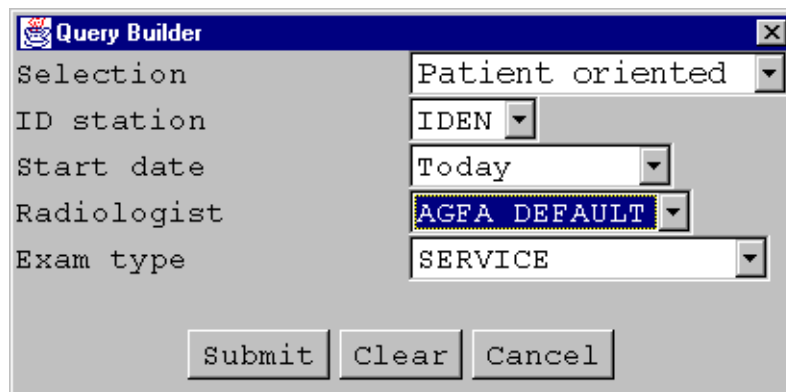 Query Builder
Selection Patient oriented
ID station IDEN
Start date Today
Radiologist AGFA DEFAULT
Exam type SERVICE
Submit Clear Cancel